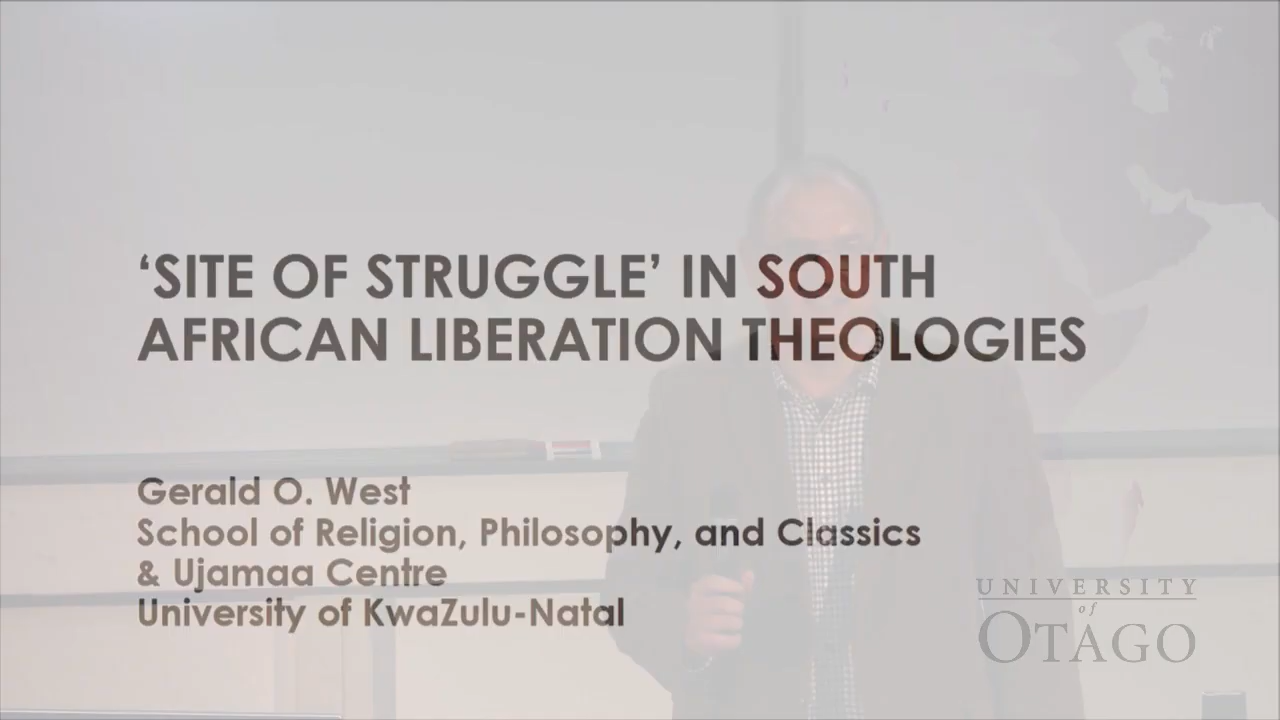 ‘SITE OF STRUGGLE’ IN SOUTH
AFRICAN LIBERATION THEOLOGIES
Gerald O. West
School of Religion, Philosophy, and Classics
& Ujamaa Centre
University of KwaZulu-Natal
UNIVERSITY
of
OTAGO